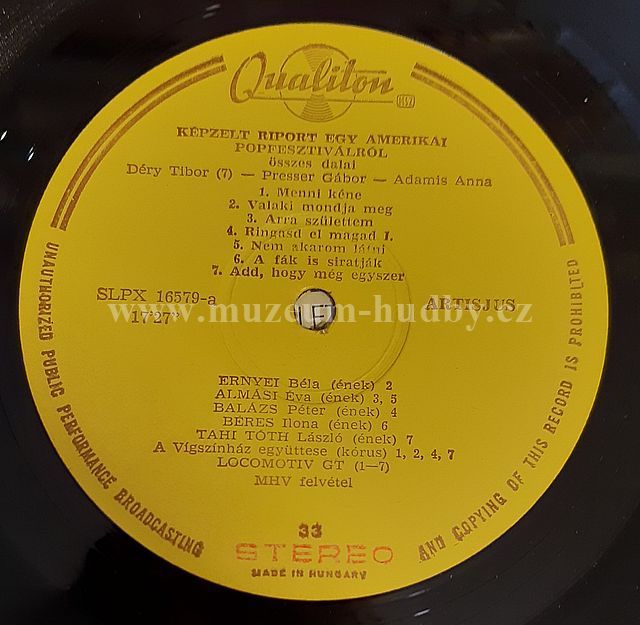 Qualiton
KÉPZELT RIPORT EGY AMERIKAI
POPFESZTIVÁLRÓL
összes dalai
Déry Tibor (7) — Presser Gábor — Adamis Anna
1. Menni kéne
2. Valaki mondja meg
3. Arra születtem
4. Ringasd el magad I.
5. Nem akarom látni
6. A fák is siratják
7. Add, hogy még egyszer
SLPX 16579-a
17'27"
ARTISJUS
www.muzeum-hudby.cz
ERNYEI Béla (ének) 2
ALMÁSI Éva (ének) 3, 5
BALÁZS Péter (ének) 4
BÉRES Ilona (ének) 6
TAHI TÓTH László (ének) 7
A Vígszínház együttese (kórus) 1, 2, 4, 7
LOCOMOTIV GT (1—7)
MHV felvétel
33
STEREO
MADE IN HUNGARY
UNAUTHORIZED PUBLIC PERFORMANCE BROADCASTING
AND COPYING OF THIS RECORD IS PROHIBITED